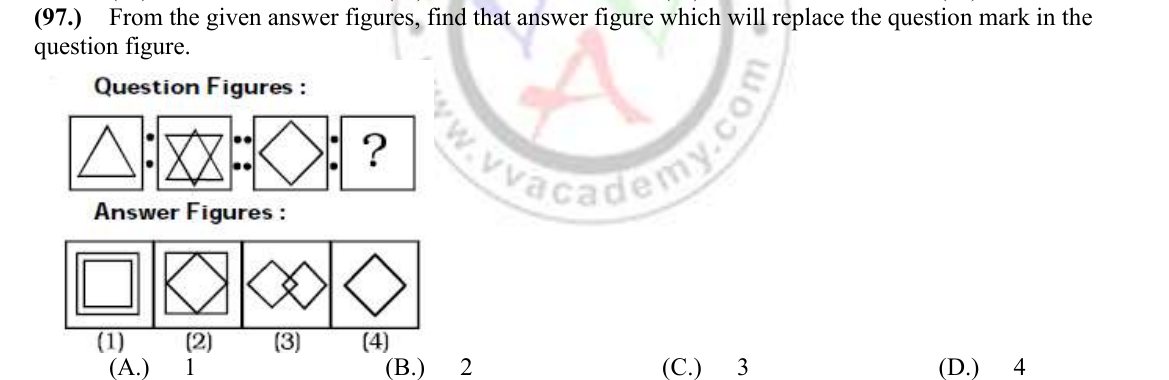 (97.) From the given answer figures, find that answer figure which will replace the question mark in the
question figure.
Question Figures :
?
Answer Figures :
(1) (2) (3) (4)
(A.) 1 (B.) 2 (C.) 3 (D.) 4
www.vvacademy.com